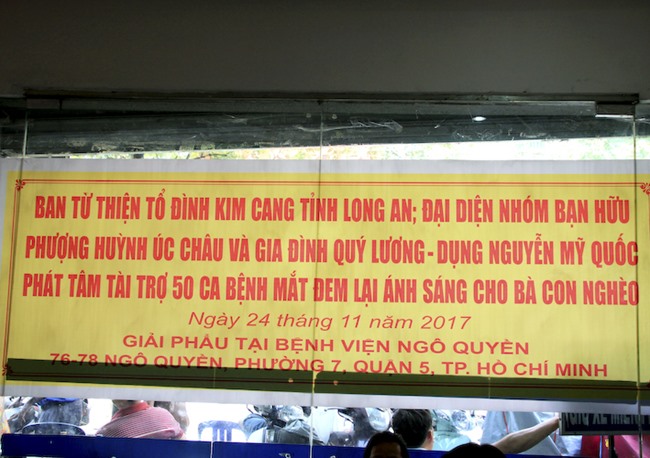 BAN TỪ THIỆN TỔ ĐÌNH KIM CANG TỈNH LONG AN; ĐẠI DIỆN NHÓM BẠN HỮU
PHƯỢNG HUỲNH ÚC CHÂU VÀ GIA ĐÌNH QUÝ LƯƠNG - DỤNG NGUYỄN MỸ QUỐC
PHÁT TÂM TÀI TRỢ 50 CA BỆNH MẮT ĐEM LẠI ÁNH SÁNG CHO BÀ CON NGHÈO
Ngày 24 tháng 11 năm 2017
GIẢI PHẪU TẠI BỆNH VIỆN NGÔ QUYỀN
76-78 NGÔ QUYỀN, PHƯỜNG 7, QUẬN 5, TP. HỒ CHÍ MINH